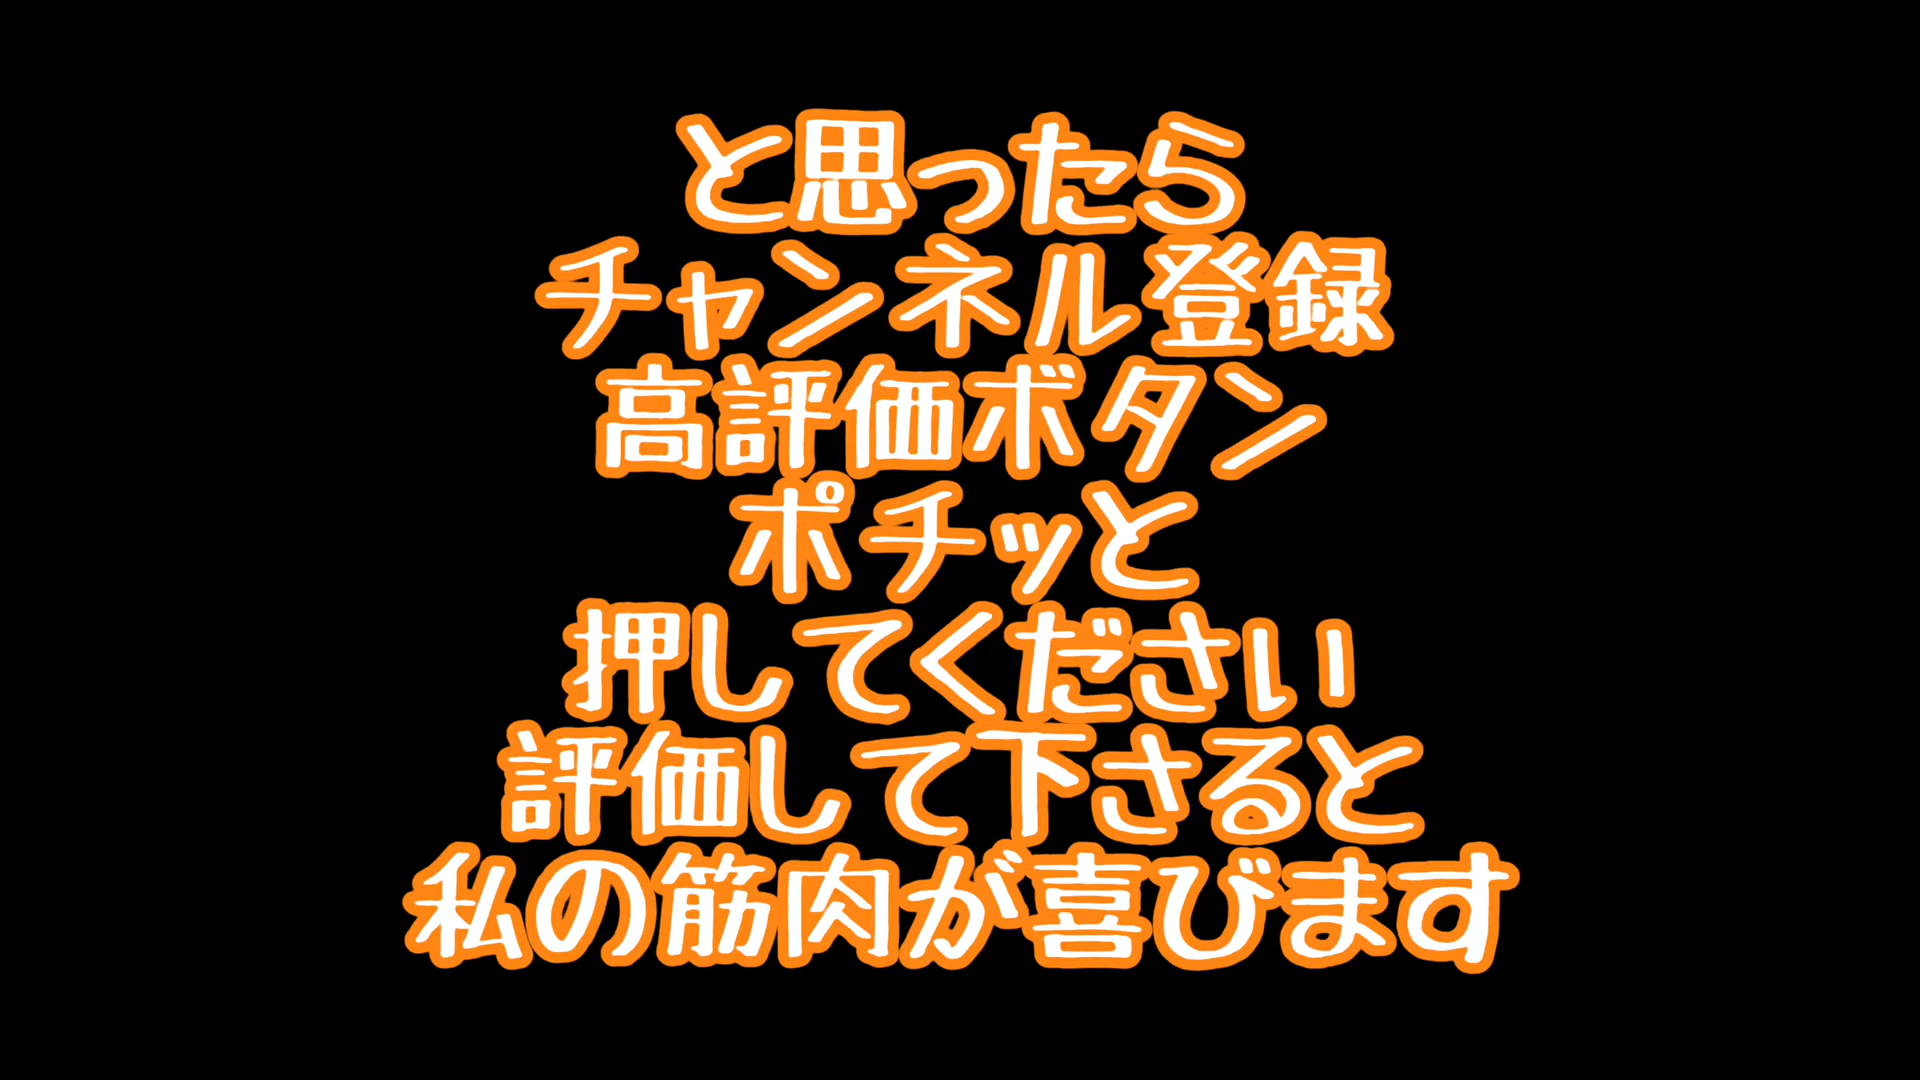 と思ったら
チャンネル登録
高評価ボタン
ポチッと
押してください
評価して下さると
私の筋肉が喜びます